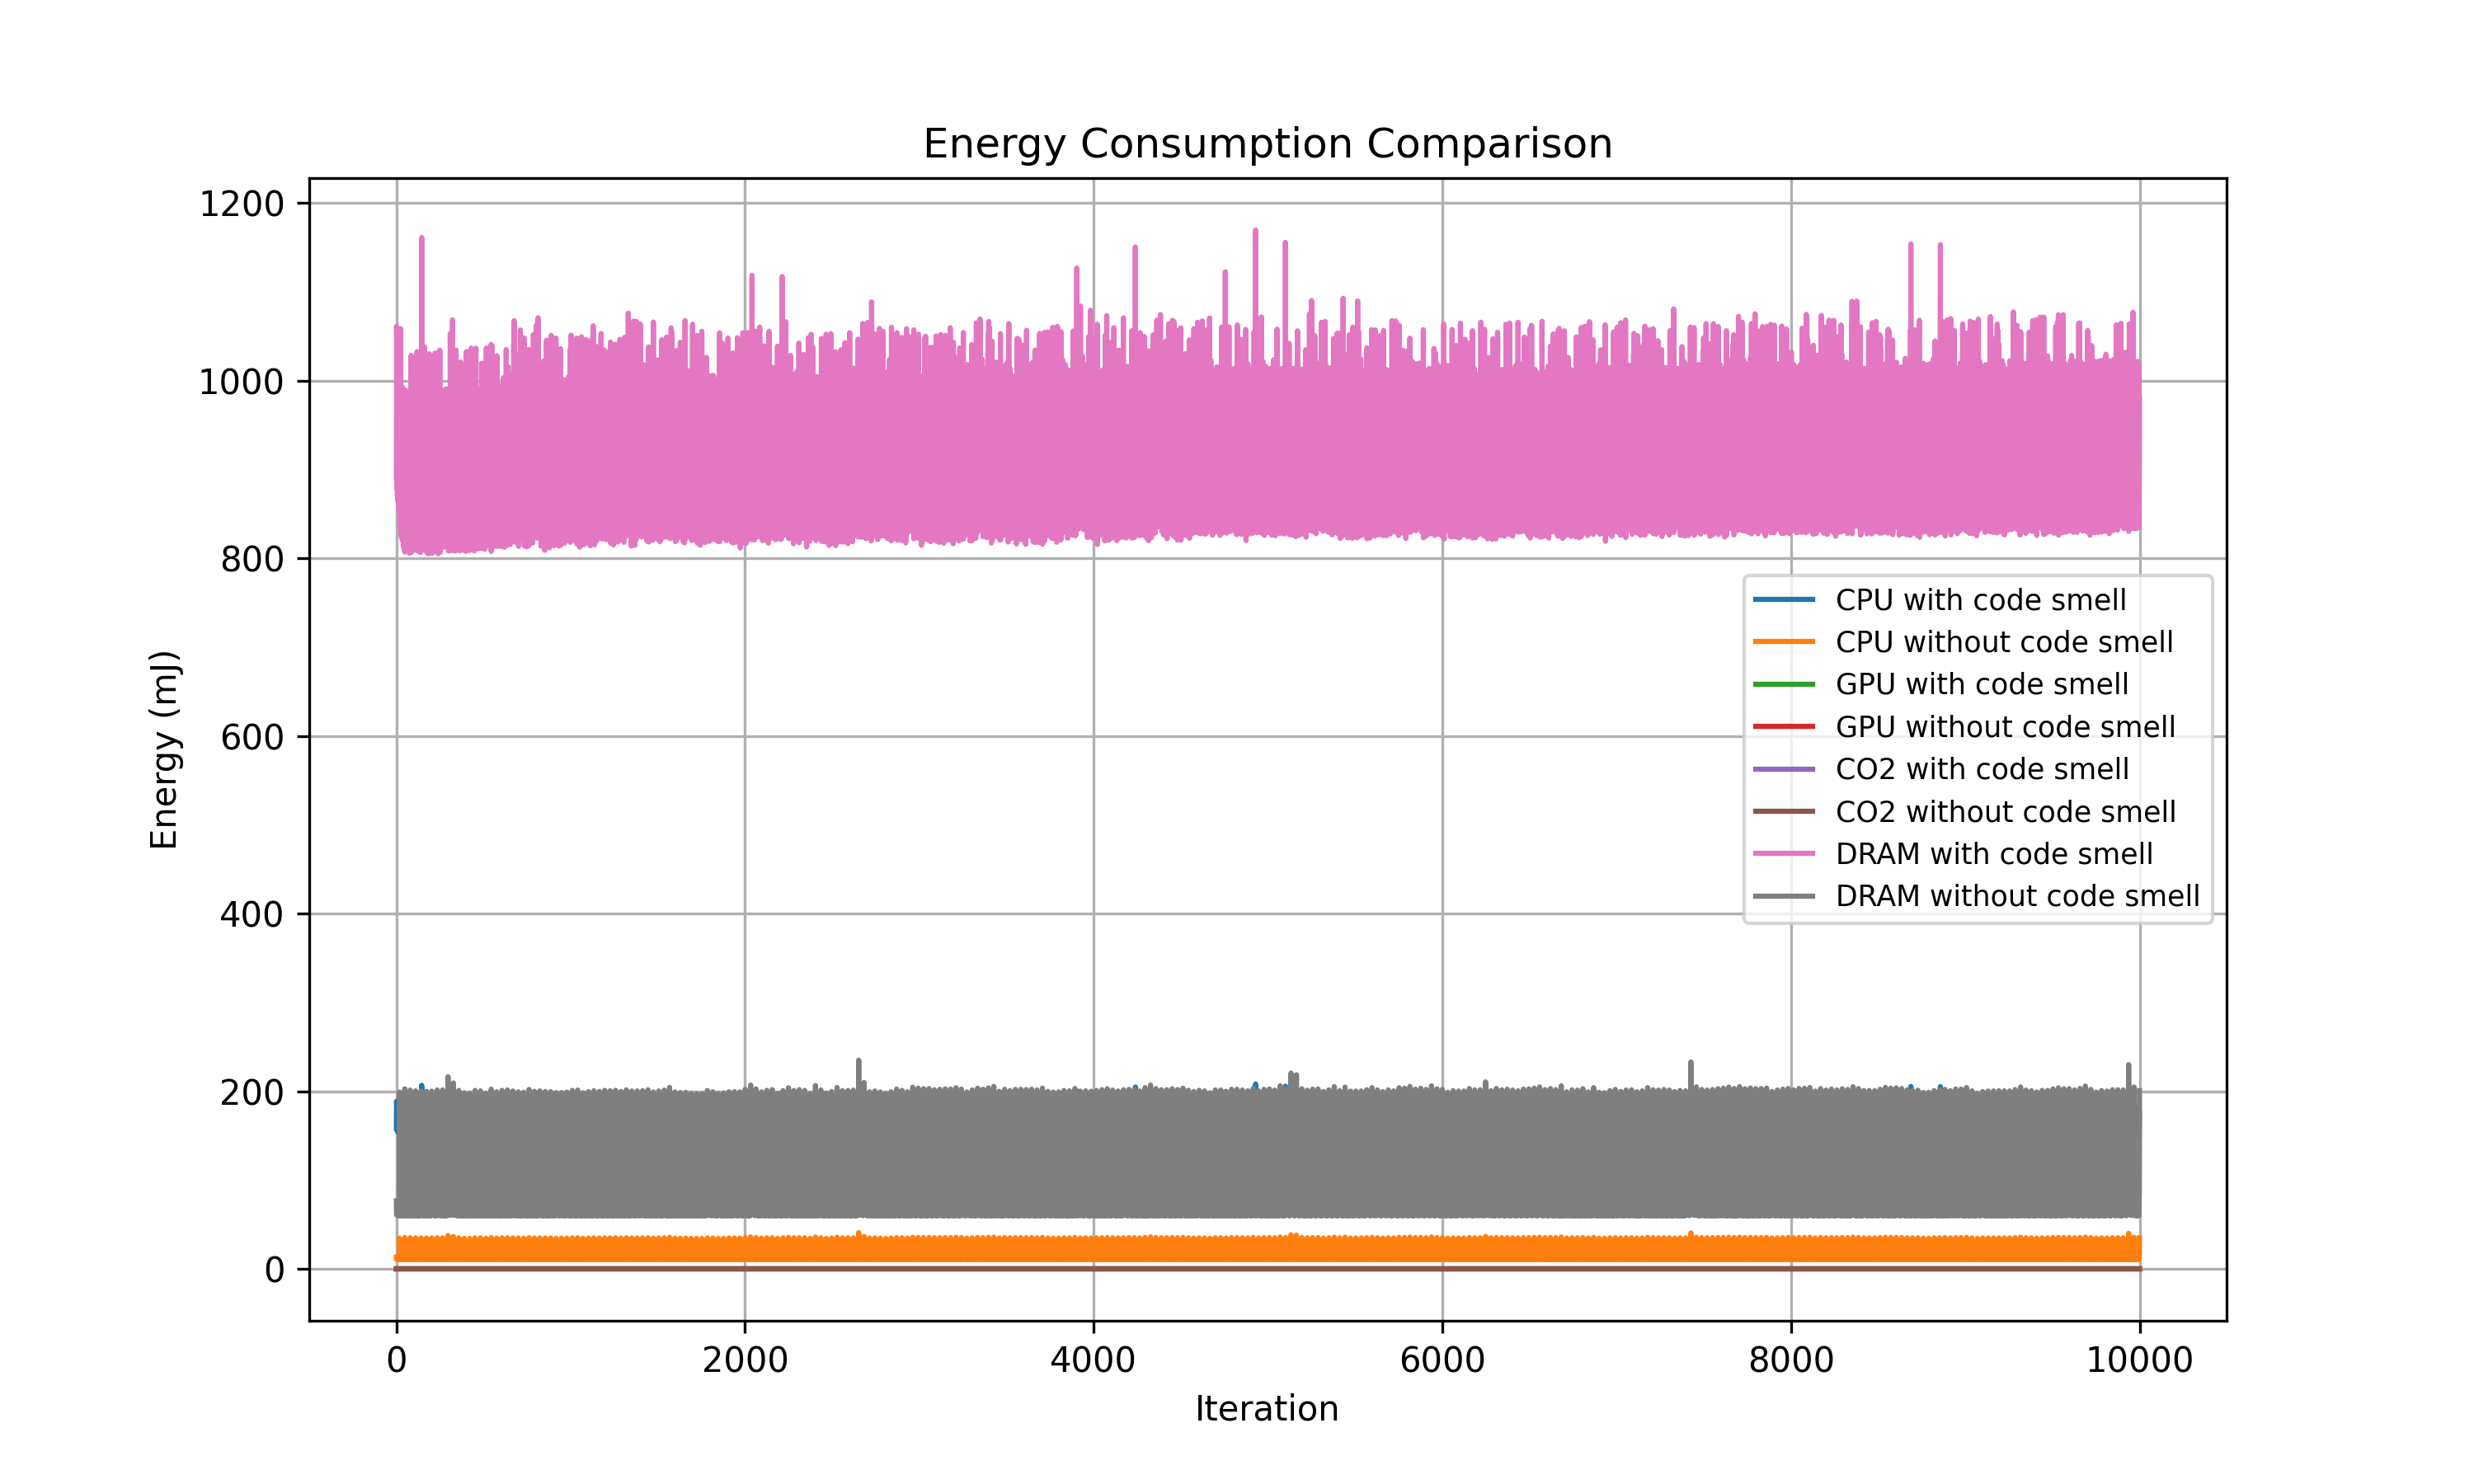 Energy Consumption Comparison
1200
1000
800
600
400
200
0
Energy (mJ)
CPU with code smell
CPU without code smell
GPU with code smell
GPU without code smell
CO2 with code smell
CO2 without code smell
DRAM with code smell
DRAM without code smell
0 2000 4000 6000 8000 10000
Iteration